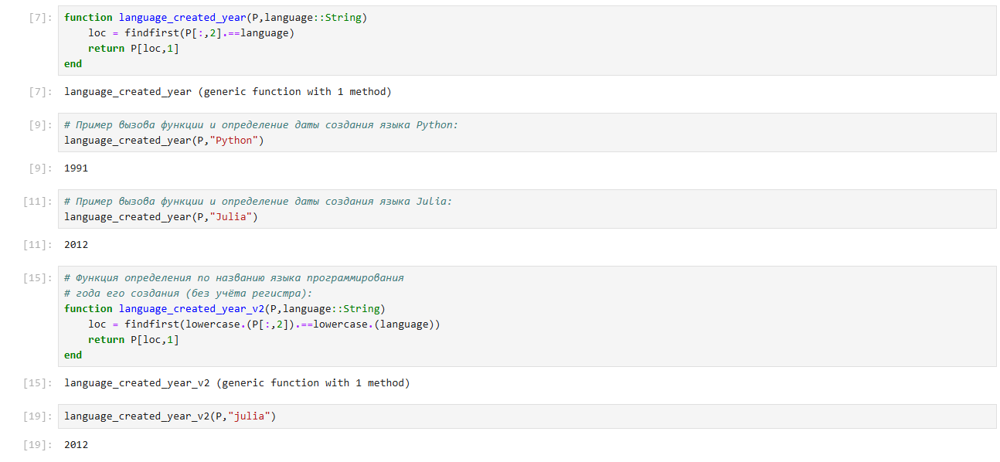 [7]: function language_created_year(P,language::String)
    loc = findfirst(P[:,2].==language)
    return P[loc,1]
end
[7]: language_created_year (generic function with 1 method)
[9]: # Пример вызова функции и определение даты создания языка Python:
language_created_year(P,"Python")
[9]: 1991
[11]: # Пример вызова функции и определение даты создания языка Julia:
language_created_year(P,"Julia")
[11]: 2012
[15]: # Функция определения по названию языка программирования
# года его создания (без учёта регистра):
function language_created_year_v2(P,language::String)
    loc = findfirst(lowercase.(P[:,2]).==lowercase.(language))
    return P[loc,1]
end
[15]: language_created_year_v2 (generic function with 1 method)
[19]: language_created_year_v2(P,"julia")
[19]: 2012